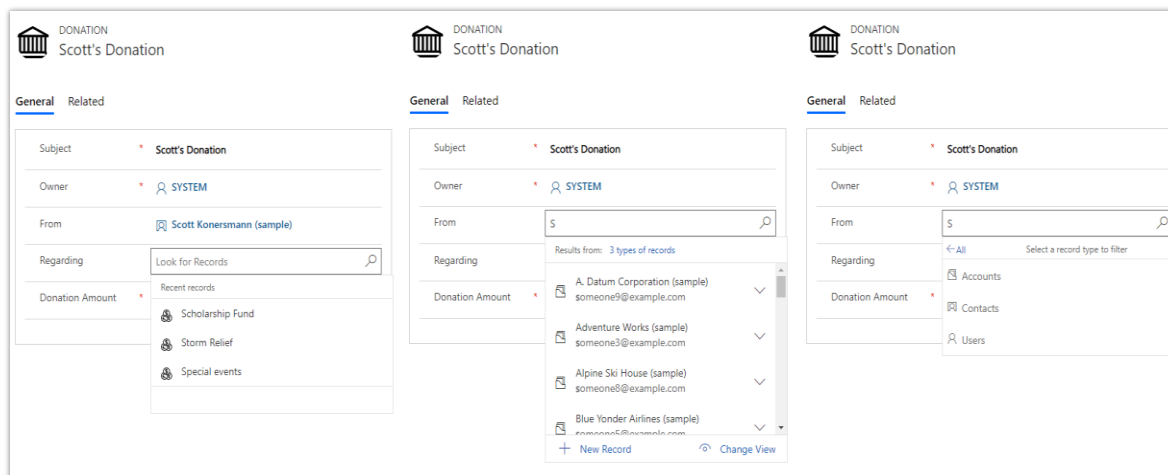 DONATION
Scott's Donation
General Related
Subject * Scott's Donation
Owner * SYSTEM
From Scott Konersmann (sample)
Regarding Look for Records
Recent records
Donation Amount *
Scholarship Fund
Storm Relief
Special events
DONATION
Scott's Donation
General Related
Subject * Scott's Donation
Owner * SYSTEM
From S
Regarding
Donation Amount *
Results from: 3 types of records
A. Datum Corporation (sample)
someone9@example.com
Adventure Works (sample)
someone3@example.com
Alpine Ski House (sample)
someone8@example.com
Blue Yonder Airlines (sample)
someone5@example.com
+ New Record Change View
DONATION
Scott's Donation
General Related
Subject * Scott's Donation
Owner * SYSTEM
From S
Regarding
Donation Amount *
←All Select a record type to filter
Accounts
Contacts
Users